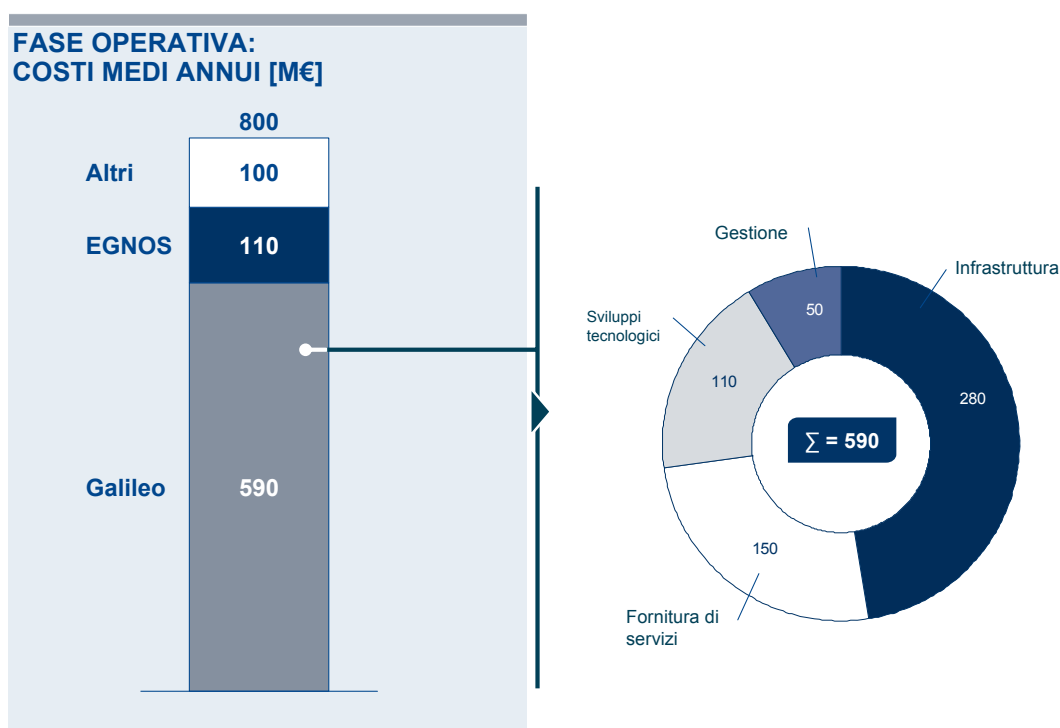 FASE OPERATIVA:
COSTI MEDI ANNUI [M€]
800
Altri
100
EGNOS
110
Galileo
590
Gestione
Infrastruttura
50
Sviluppi
tecnologici
110
280
∑ = 590
150
Fornitura di
servizi